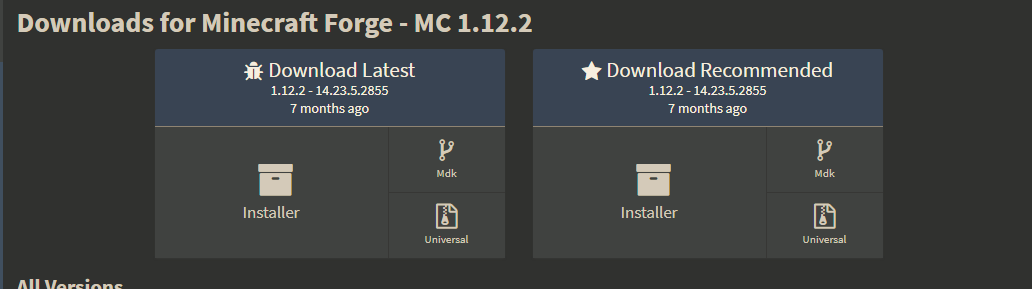 Downloads for Minecraft Forge - MC 1.12.2
Download Latest
1.12.2 - 14.23.5.2855
7 months ago
Installer
Mdk
Universal
Download Recommended
1.12.2 - 14.23.5.2855
7 months ago
Installer
Mdk
Universal
All Versions